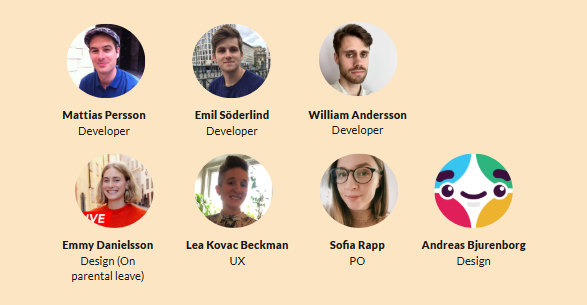 Mattias Persson
Developer
Emil Söderlind
Developer
William Andersson
Developer
Emmy Danielsson
Design (On
parental leave)
Lea Kovac Beckman
UX
Sofia Rapp
PO
Andreas Bjurenborg
Design